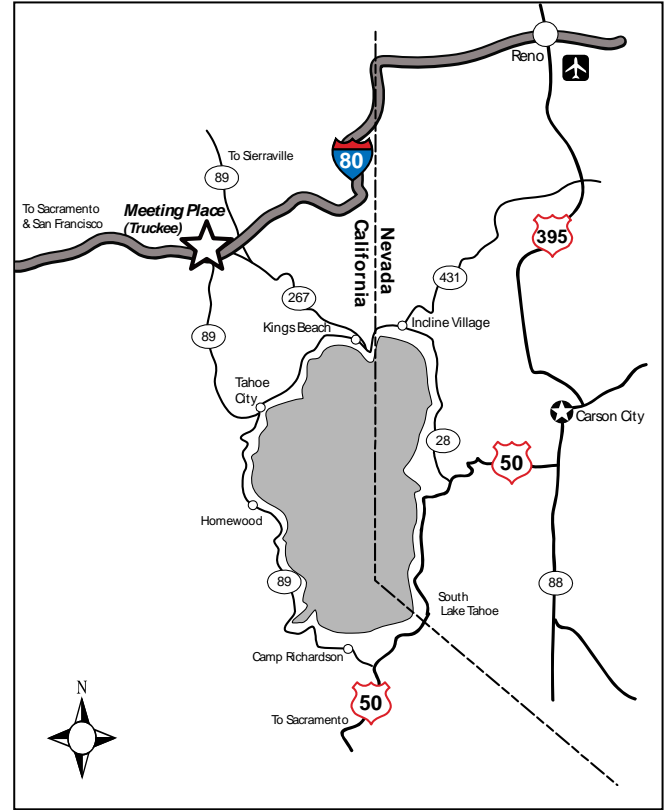 Reno
80
To Sierraville
89
To Sacramento
& San Francisco
Meeting Place
(Truckee)
Nevada
California
395
431
267
Kings Beach
Incline Village
89
Tahoe
City
Carson City
28
50
Homewood
89
88
South
Lake Tahoe
Camp Richardson
50
To Sacramento
N